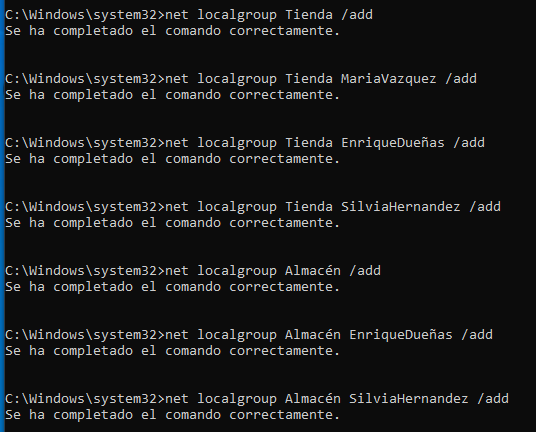 C:\Windows\system32>net localgroup Tienda /add
Se ha completado el comando correctamente.
C:\Windows\system32>net localgroup Tienda MariaVazquez /add
Se ha completado el comando correctamente.
C:\Windows\system32>net localgroup Tienda EnriqueDueñas /add
Se ha completado el comando correctamente.
C:\Windows\system32>net localgroup Tienda SilviaHernandez /add
Se ha completado el comando correctamente.
C:\Windows\system32>net localgroup Almacén /add
Se ha completado el comando correctamente.
C:\Windows\system32>net localgroup Almacén EnriqueDueñas /add
Se ha completado el comando correctamente.
C:\Windows\system32>net localgroup Almacén SilviaHernandez /add
Se ha completado el comando correctamente.